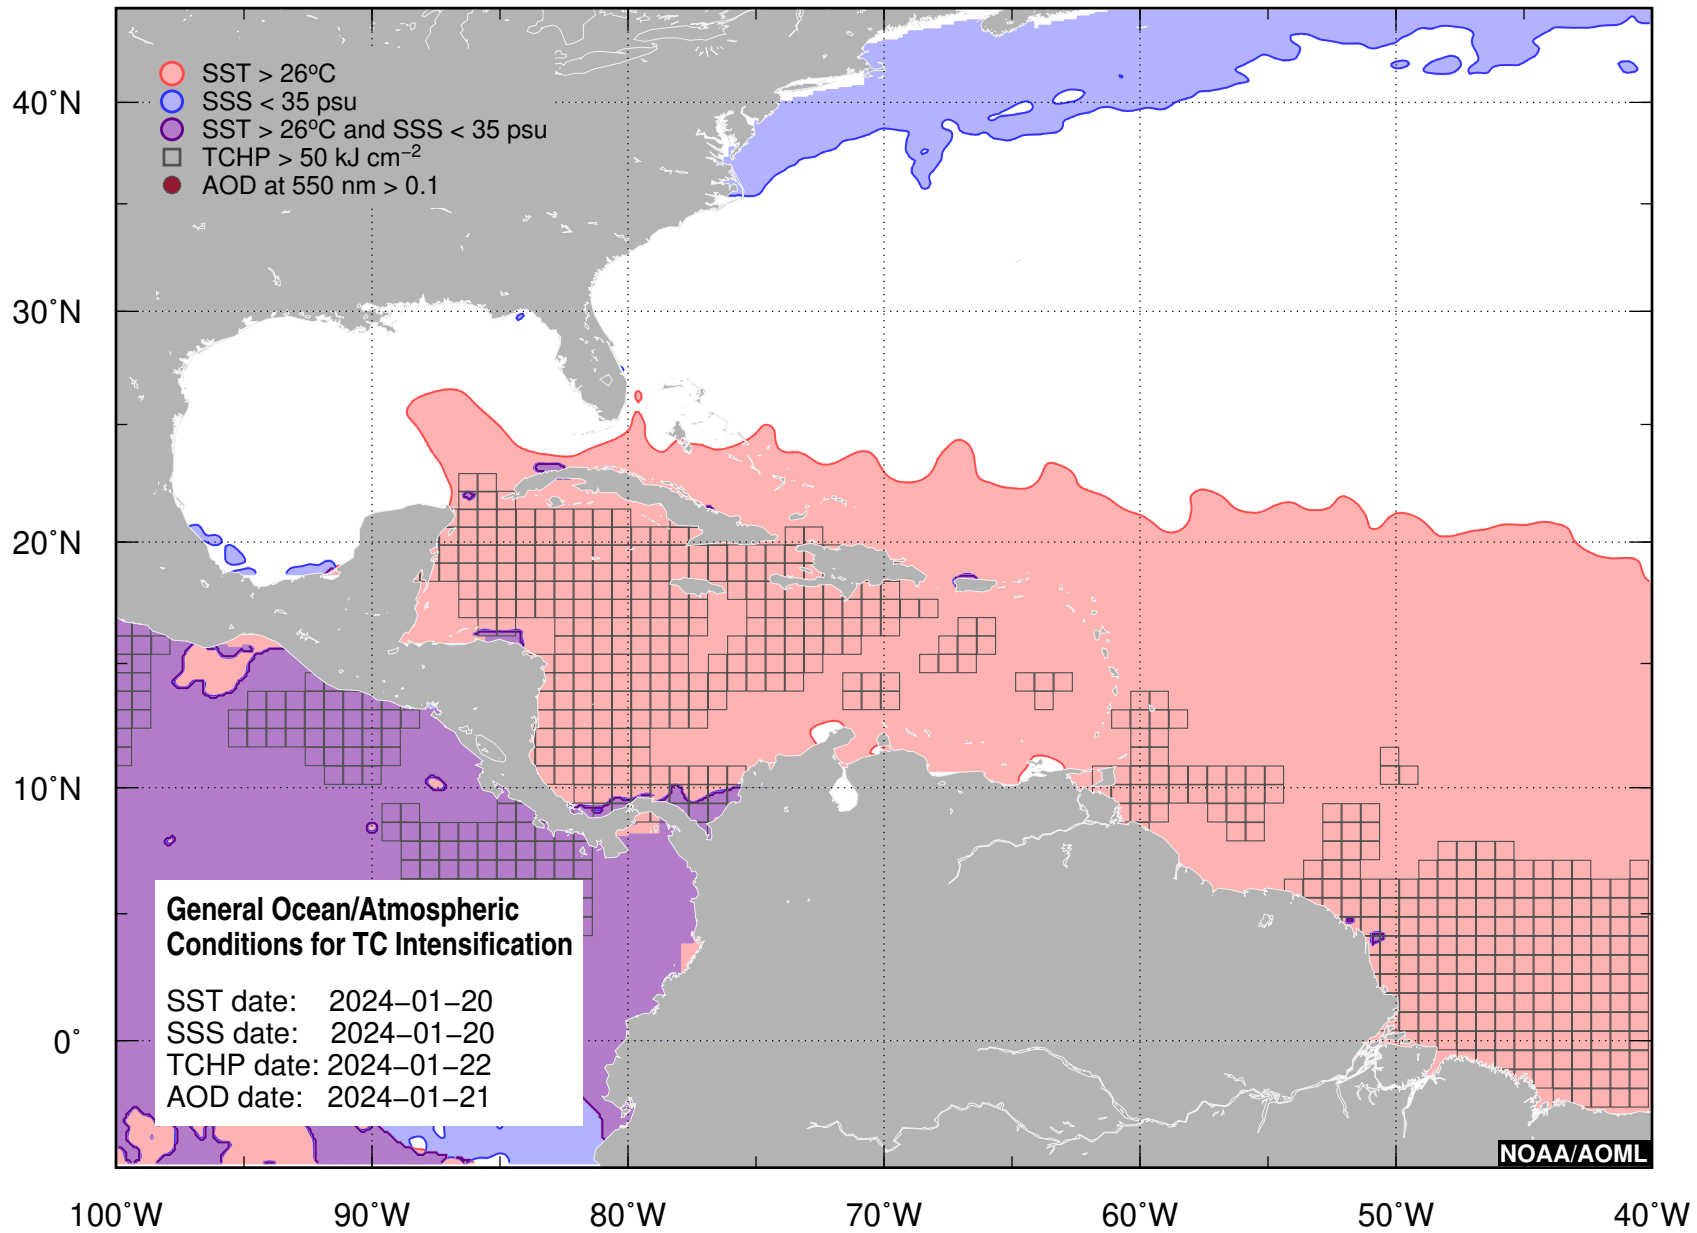 SST > 26ºC
SSS < 35 psu
SST > 26ºC and SSS < 35 psu
TCHP > 50 kJ cm⁻²
AOD at 550 nm > 0.1
40˚N
30˚N
20˚N
10˚N
0˚
General Ocean/Atmospheric
Conditions for TC Intensification
SST date: 2024−01−20
SSS date: 2024−01−20
TCHP date: 2024−01−22
AOD date: 2024−01−21
NOAA/AOML
100˚W 90˚W 80˚W 70˚W 60˚W 50˚W 40˚W